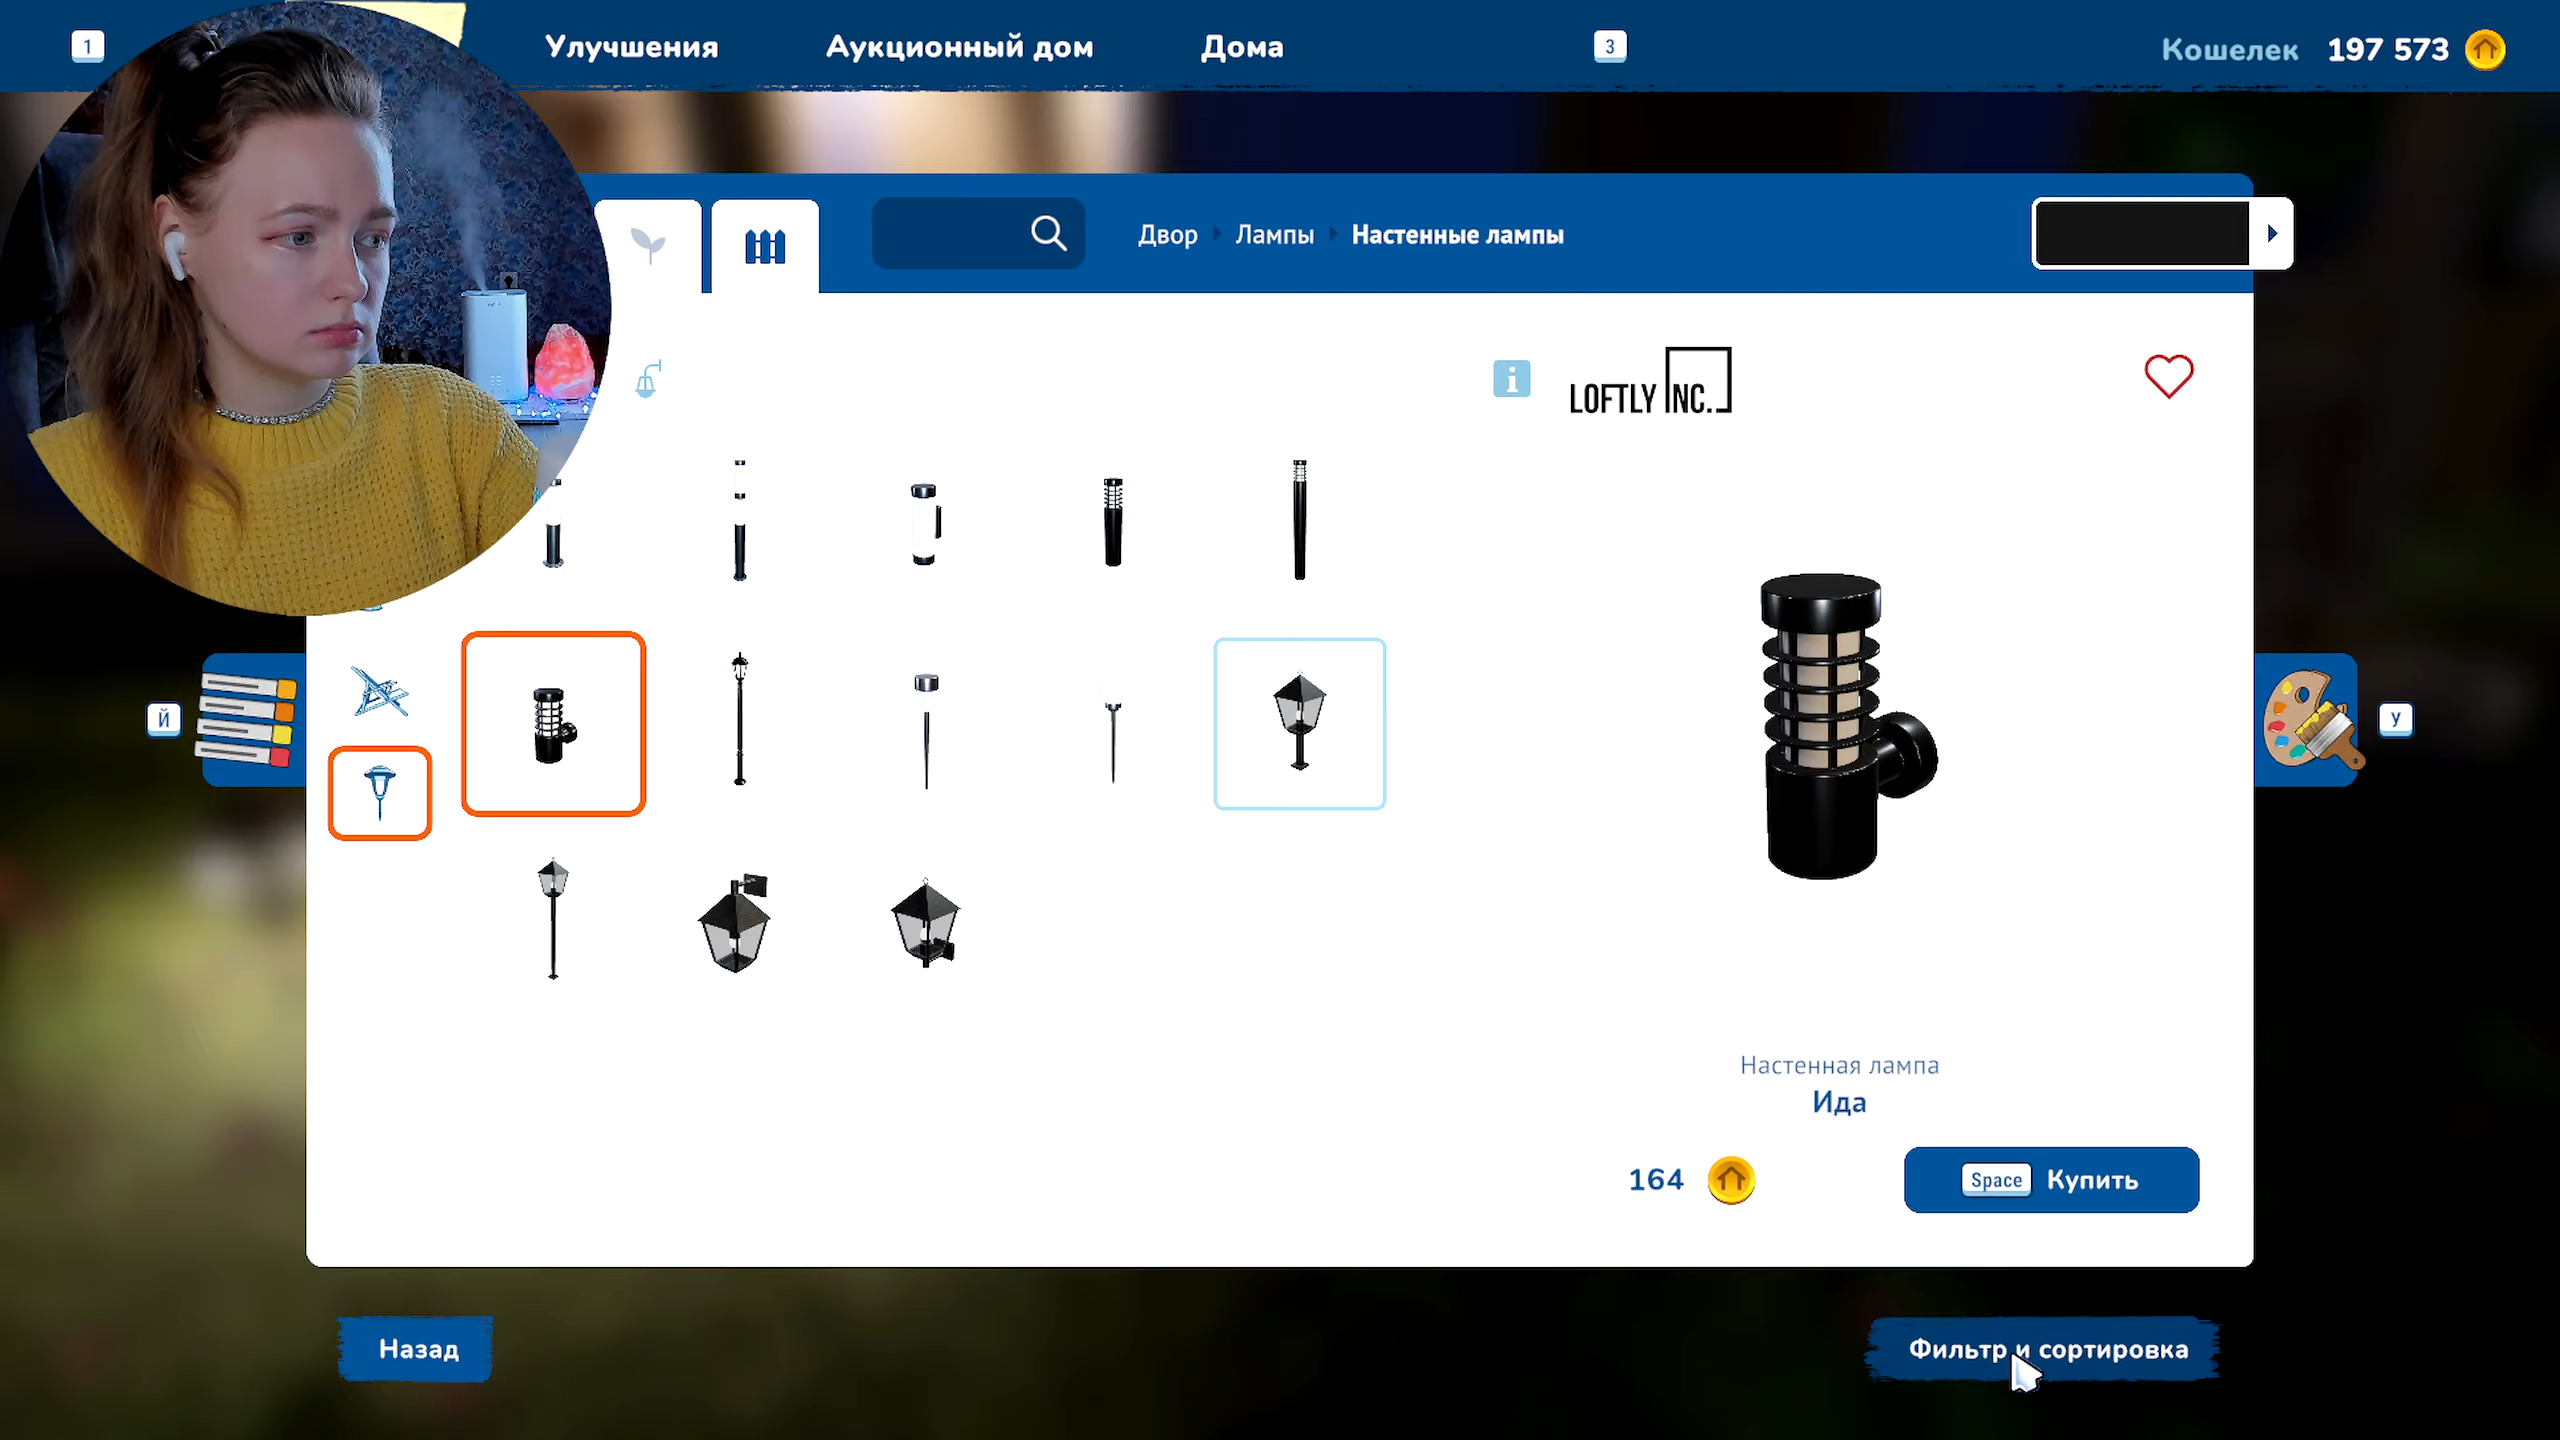 1
Улучшения
Аукционный дом
Дома
3
Кошелек 197 573
Двор
Лампы
Настенные лампы
i
LOFTLY INC.
Й
У
Настенная лампа
Ида
164
Space Купить
Назад
Фильтр и сортировка